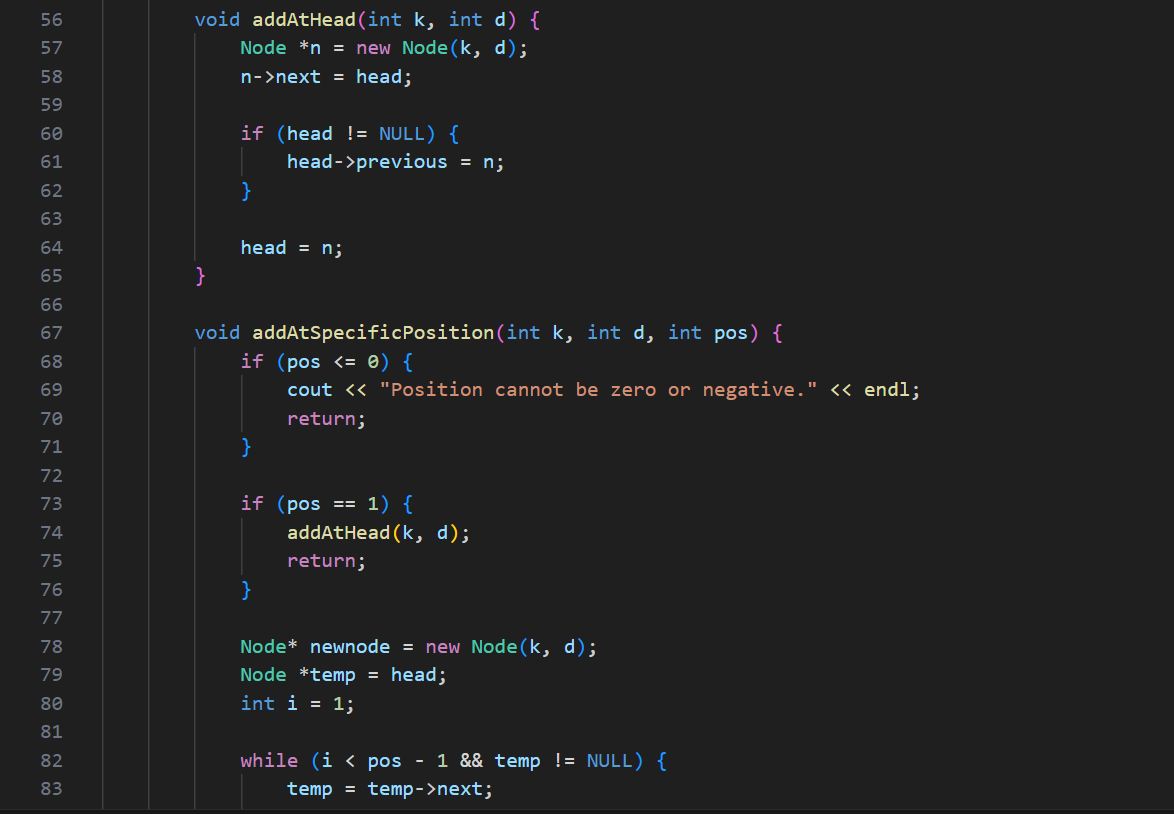 56 void addAtHead(int k, int d) {
57 Node *n = new Node(k, d);
58 n->next = head;
59
60 if (head != NULL) {
61 head->previous = n;
62 }
63
64 head = n;
65 }
66
67 void addAtSpecificPosition(int k, int d, int pos) {
68 if (pos <= 0) {
69 cout << "Position cannot be zero or negative." << endl;
70 return;
71 }
72
73 if (pos == 1) {
74 addAtHead(k, d);
75 return;
76 }
77
78 Node* newnode = new Node(k, d);
79 Node *temp = head;
80 int i = 1;
81
82 while (i < pos - 1 && temp != NULL) {
83 temp = temp->next;